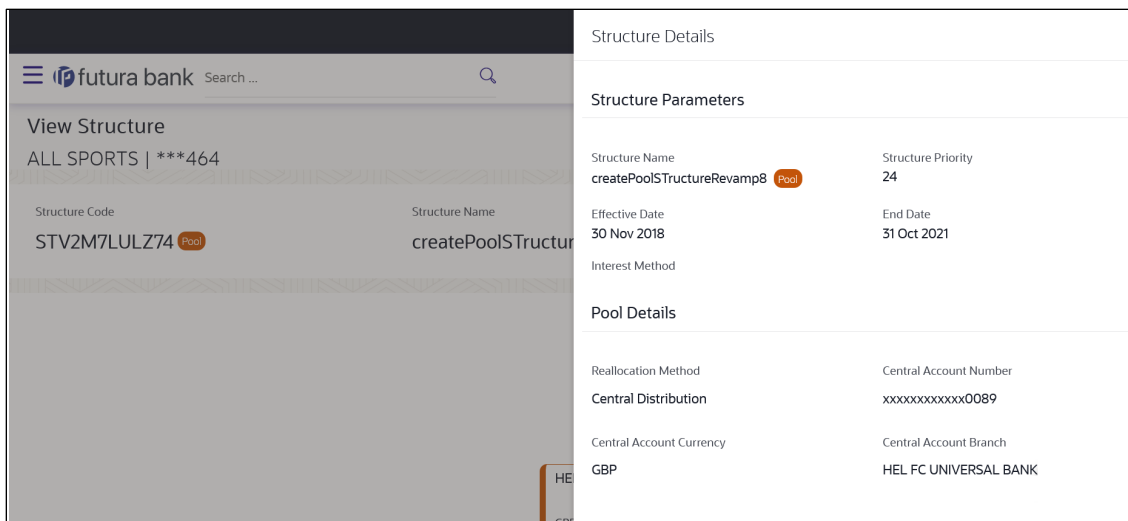 Structure Details
futura bank Search ...
Structure Parameters
View Structure
ALL SPORTS | ***464
Structure Name Structure Priority
createPoolSTructureRevamp8 Pool 24
Structure Code Structure Name
STV2M7LULZ74 Pool createPoolSTructur
Effective Date End Date
30 Nov 2018 31 Oct 2021
Interest Method
Pool Details
Reallocation Method Central Account Number
Central Distribution xxxxxxxxxxxx0089
Central Account Currency Central Account Branch
GBP HEL FC UNIVERSAL BANK
HE